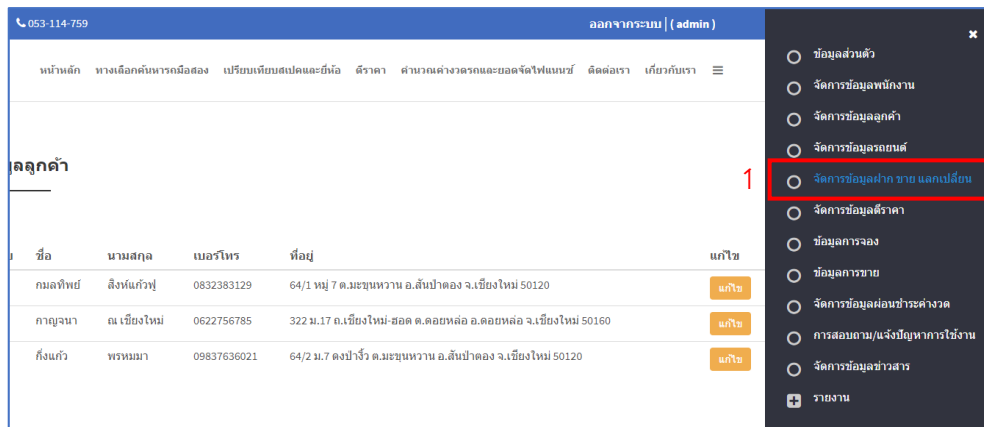 053-114-759
ออกจากระบบ | ( admin )
หน้าหลัก ทางเลือกค้นหารถมือสอง เปรียบเทียบสเปคและยี่ห้อ ตีราคา คำนวณค่างวดรถและยอดจัดไฟแนนซ์ ติดต่อเรา เกี่ยวกับเรา
ลูกค้า
ชื่อ นามสกุล เบอร์โทร ที่อยู่ แก้ไข
กมลทิพย์ สิงห์แก้วฟู 0832383129 64/1 หมู่ 7 ต.มะขุนหวาน อ.สันป่าตอง จ.เชียงใหม่ 50120 แก้ไข
กาญจนา ณ เชียงใหม่ 0622756785 322 ม.17 ถ.เชียงใหม่-ฮอด ต.ดอยหล่อ อ.ดอยหล่อ จ.เชียงใหม่ 50160 แก้ไข
กิ่งแก้ว พรหมมา 09837636021 64/2 ม.7 ดงป่างิ้ว ต.มะขุนหวาน อ.สันป่าตอง จ.เชียงใหม่ 50120 แก้ไข
ข้อมูลส่วนตัว
จัดการข้อมูลพนักงาน
จัดการข้อมูลลูกค้า
จัดการข้อมูลรถยนต์
1 จัดการข้อมูลฝาก ขาย แลกเปลี่ยน
จัดการข้อมูลตีราคา
ข้อมูลการจอง
ข้อมูลการขาย
จัดการข้อมูลผ่อนชำระค่างวด
การสอบถาม/แจ้งปัญหาการใช้งาน
จัดการข้อมูลข่าวสาร
รายงาน